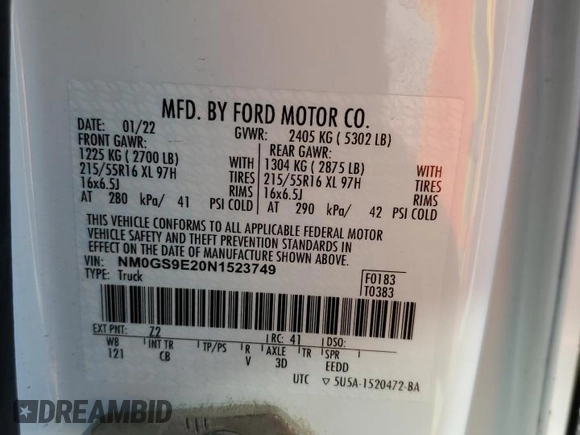 MFD. BY FORD MOTOR CO.
DATE: 01/22 GVWR: 2405 KG ( 5302 LB)
FRONT GAWR: REAR GAWR:
1225 KG ( 2700 LB) WITH 1304 KG ( 2875 LB) WITH
215/55R16 XL 97H TIRES 215/55R16 XL 97H TIRES
16x6.5J RIMS 16x6.5J RIMS
AT 280 kPa/ 41 PSI COLD AT 290 kPa/ 42 PSI COLD
THIS VEHICLE CONFORMS TO ALL APPLICABLE FEDERAL MOTOR
VEHICLE SAFETY AND THEFT PREVENTION STANDARDS IN
EFFECT ON THE DATE OF MANUFACTURE SHOWN ABOVE.
VIN: NM0GS9E20N1523749
TYPE: Truck
F0183
T0383
EXT PNT: Z2 RC: 41 DSO:
WB INT TR TP/PS R AXLE TR SPR
121 CB V 3D EEDD
UTC ▽ 5U5A-1520472-BA
DREAMBID